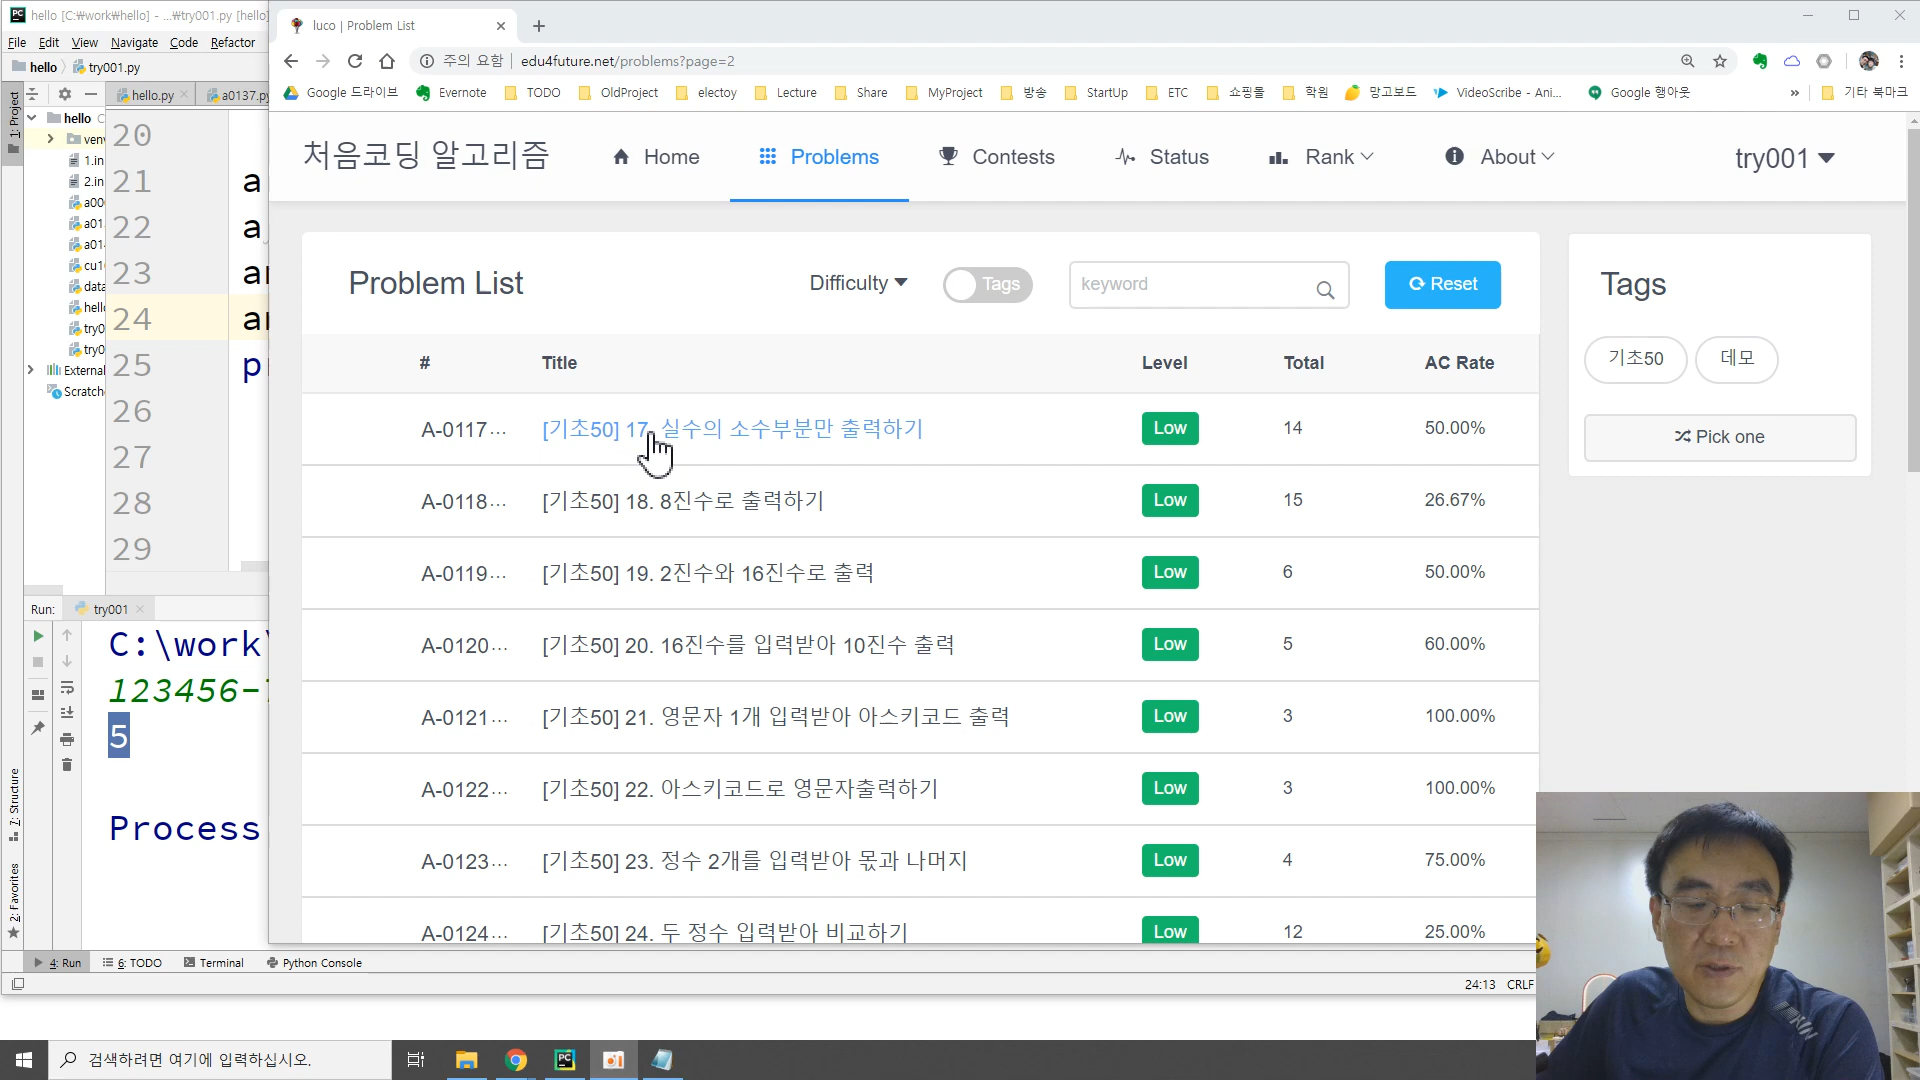 hello [C:₩work₩hello] - ...₩try001.py [hello]
File Edit View Navigate Code Refactor
hello try001.py
hello.py a0137.py
1: Project
hello
1.in
2.in
External
Scratch
20
21
22
23
24
25
26
27
28
29
Run: try001
C:\work
123456-
5
Process
7: Structure
2: Favorites
4: Run 6: TODO Terminal Python Console
24:13 CRLF
luco | Problem List
주의 요함 edu4future.net/problems?page=2
Google 드라이브 Evernote TODO OldProject electoy Lecture Share MyProject 방송 StartUp ETC 쇼핑몰 학원 망고보드 VideoScribe - Ani... Google 행아웃 » 기타 북마크
처음코딩 알고리즘 Home Problems Contests Status Rank About try001
Problem List Difficulty Tags keyword Reset
# Title Level Total AC Rate
A-0117... [기초50] 17. 실수의 소수부분만 출력하기 Low 14 50.00%
A-0118... [기초50] 18. 8진수로 출력하기 Low 15 26.67%
A-0119... [기초50] 19. 2진수와 16진수로 출력 Low 6 50.00%
A-0120... [기초50] 20. 16진수를 입력받아 10진수 출력 Low 5 60.00%
A-0121... [기초50] 21. 영문자 1개 입력받아 아스키코드 출력 Low 3 100.00%
A-0122... [기초50] 22. 아스키코드로 영문자출력하기 Low 3 100.00%
A-0123... [기초50] 23. 정수 2개를 입력받아 몫과 나머지 Low 4 75.00%
A-0124... [기초50] 24. 두 정수 입력받아 비교하기 Low 12 25.00%
Tags
기초50 데모
Pick one
검색하려면 여기에 입력하십시오.